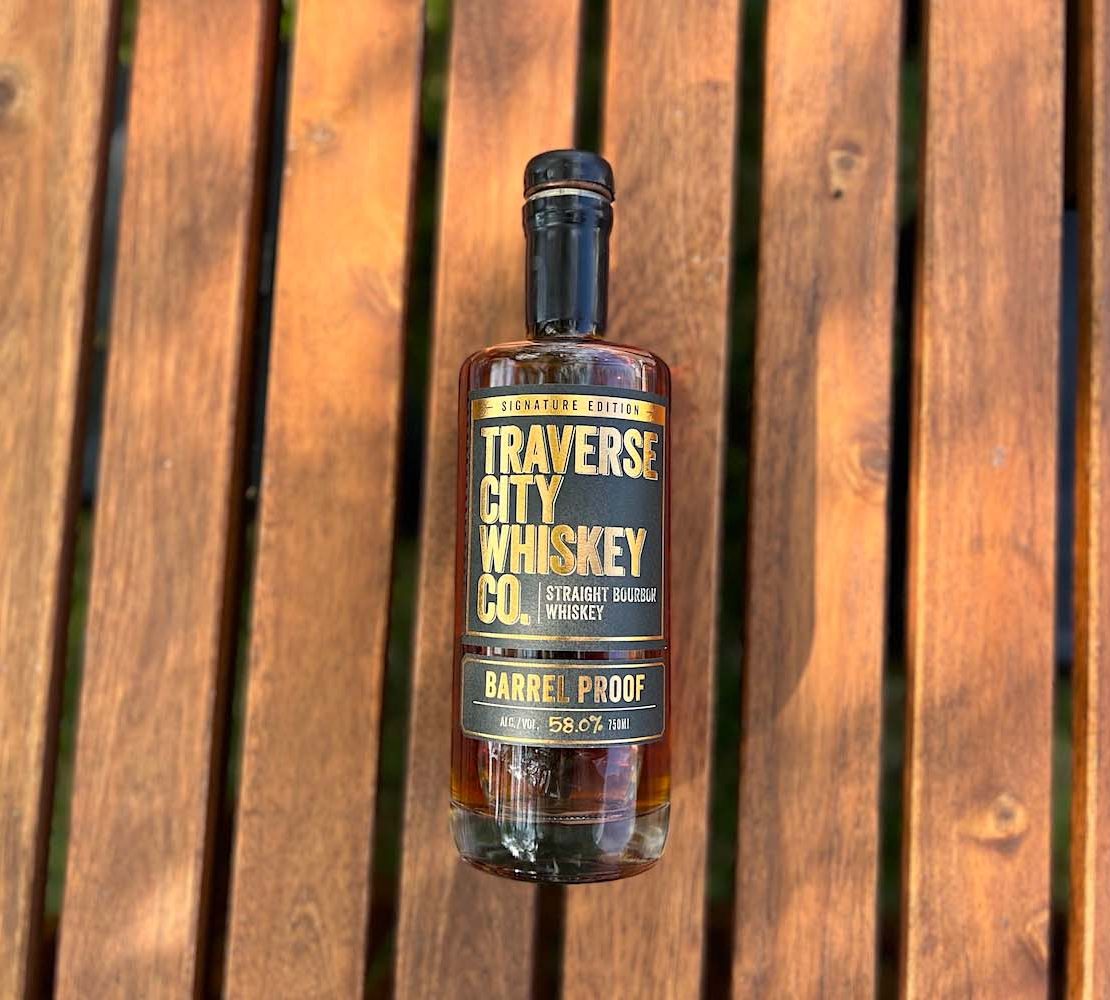 SIGNATURE EDITION
TRAVERSE
CITY
WHISKEY
CO.
STRAIGHT BOURBON
WHISKEY
BARREL PROOF
ALC./VOL. 58.0% 750Ml